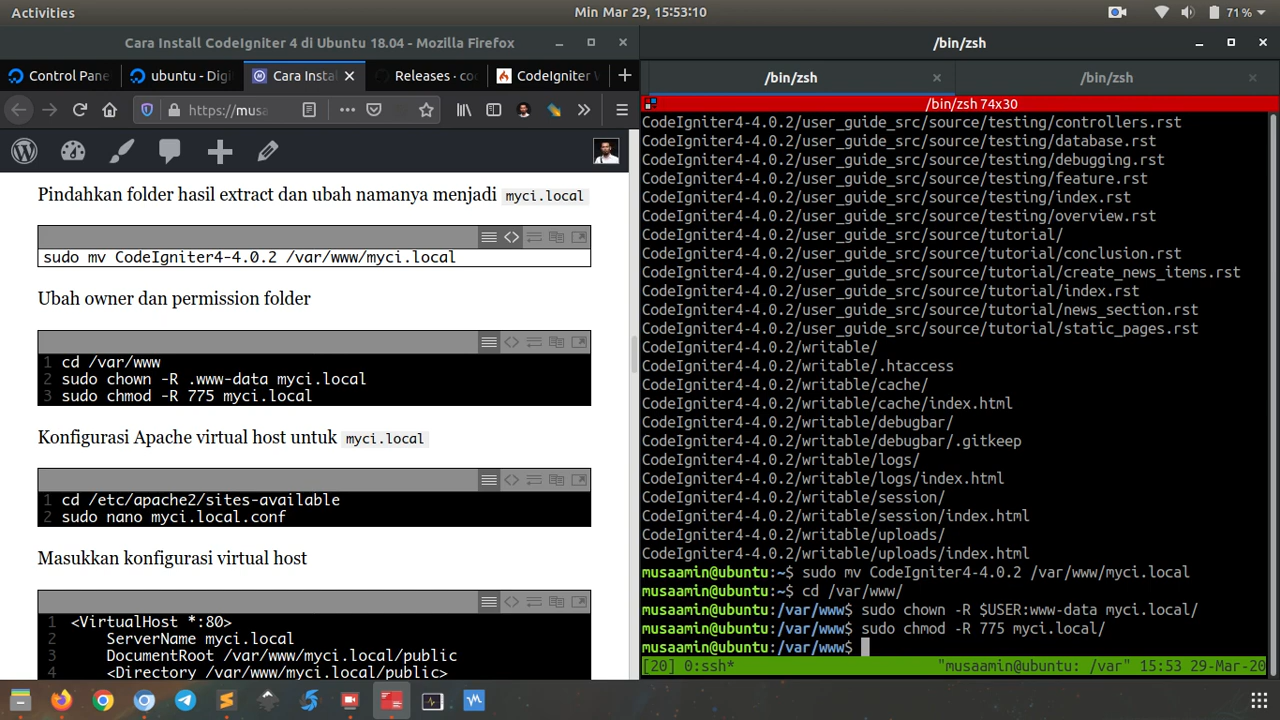 Activities
Min Mar 29, 15:53:10
71%
Cara Install CodeIgniter 4 di Ubuntu 18.04 - Mozilla Firefox
Control Pane
ubuntu - Digi
Cara Insta
Releases · co
CodeIgniter W
https://musa
Pindahkan folder hasil extract dan ubah namanya menjadi myci.local
sudo mv CodeIgniter4-4.0.2 /var/www/myci.local
Ubah owner dan permission folder
1 cd /var/www
2 sudo chown -R .www-data myci.local
3 sudo chmod -R 775 myci.local
Konfigurasi Apache virtual host untuk myci.local
1 cd /etc/apache2/sites-available
2 sudo nano myci.local.conf
Masukkan konfigurasi virtual host
1 <VirtualHost *:80>
2 ServerName myci.local
3 DocumentRoot /var/www/myci.local/public
4 <Directory /var/www/myci.local/public>
/bin/zsh
/bin/zsh
/bin/zsh
/bin/zsh 74x30
CodeIgniter4-4.0.2/user_guide_src/source/testing/controllers.rst
CodeIgniter4-4.0.2/user_guide_src/source/testing/database.rst
CodeIgniter4-4.0.2/user_guide_src/source/testing/debugging.rst
CodeIgniter4-4.0.2/user_guide_src/source/testing/feature.rst
CodeIgniter4-4.0.2/user_guide_src/source/testing/index.rst
CodeIgniter4-4.0.2/user_guide_src/source/testing/overview.rst
CodeIgniter4-4.0.2/user_guide_src/source/tutorial/
CodeIgniter4-4.0.2/user_guide_src/source/tutorial/conclusion.rst
CodeIgniter4-4.0.2/user_guide_src/source/tutorial/create_news_items.rst
CodeIgniter4-4.0.2/user_guide_src/source/tutorial/index.rst
CodeIgniter4-4.0.2/user_guide_src/source/tutorial/news_section.rst
CodeIgniter4-4.0.2/user_guide_src/source/tutorial/static_pages.rst
CodeIgniter4-4.0.2/writable/
CodeIgniter4-4.0.2/writable/.htaccess
CodeIgniter4-4.0.2/writable/cache/
CodeIgniter4-4.0.2/writable/cache/index.html
CodeIgniter4-4.0.2/writable/debugbar/
CodeIgniter4-4.0.2/writable/debugbar/.gitkeep
CodeIgniter4-4.0.2/writable/logs/
CodeIgniter4-4.0.2/writable/logs/index.html
CodeIgniter4-4.0.2/writable/session/
CodeIgniter4-4.0.2/writable/session/index.html
CodeIgniter4-4.0.2/writable/uploads/
CodeIgniter4-4.0.2/writable/uploads/index.html
musaamin@ubuntu:~$ sudo mv CodeIgniter4-4.0.2 /var/www/myci.local
musaamin@ubuntu:~$ cd /var/www/
musaamin@ubuntu:/var/www$ sudo chown -R $USER:www-data myci.local/
musaamin@ubuntu:/var/www$ sudo chmod -R 775 myci.local/
musaamin@ubuntu:/var/www$
[20] 0:ssh* "musaamin@ubuntu: /var" 15:53 29-Mar-20